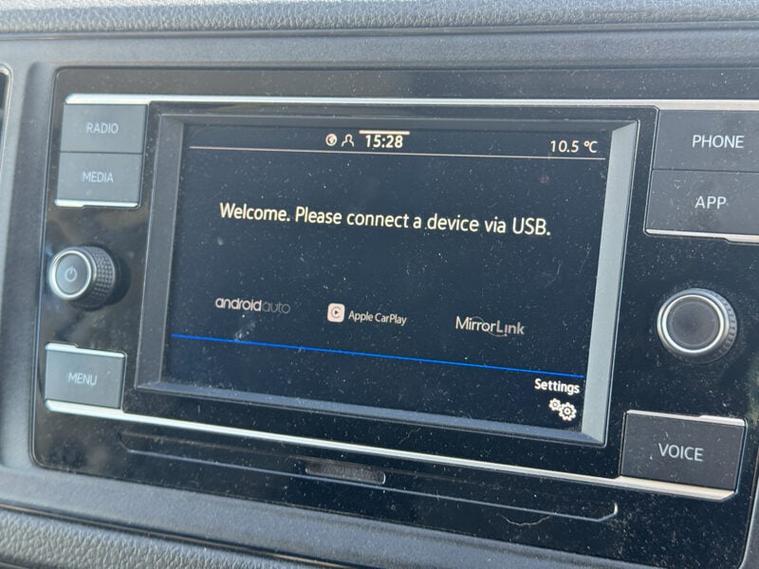 RADIO
MEDIA
15:28
10.5 °C
PHONE
APP
Welcome. Please connect a device via USB.
androidauto
Apple CarPlay
MirrorLink
Settings
MENU
VOICE